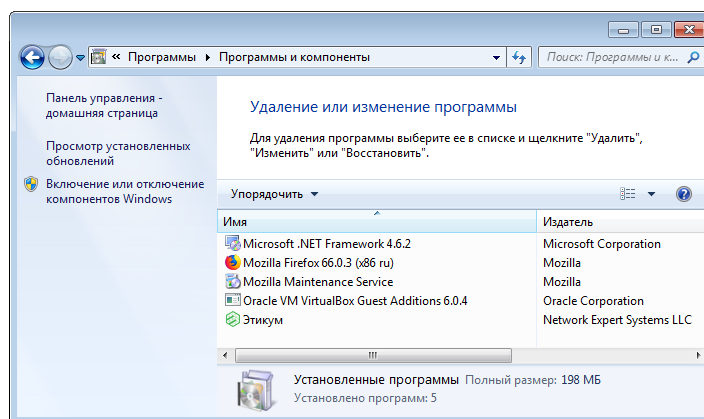 « Программы Программы и компоненты Поиск: Программы и к...
Панель управления -
домашняя страница
Просмотр установленных
обновлений
Включение или отключение
компонентов Windows
Удаление или изменение программы
Для удаления программы выберите ее в списке и щелкните "Удалить",
"Изменить" или "Восстановить".
Упорядочить
Имя Издатель
Microsoft .NET Framework 4.6.2 Microsoft Corporation
Mozilla Firefox 66.0.3 (x86 ru) Mozilla
Mozilla Maintenance Service Mozilla
Oracle VM VirtualBox Guest Additions 6.0.4 Oracle Corporation
Этикум Network Expert Systems LLC
Установленные программы Полный размер: 198 МБ
Установлено программ: 5